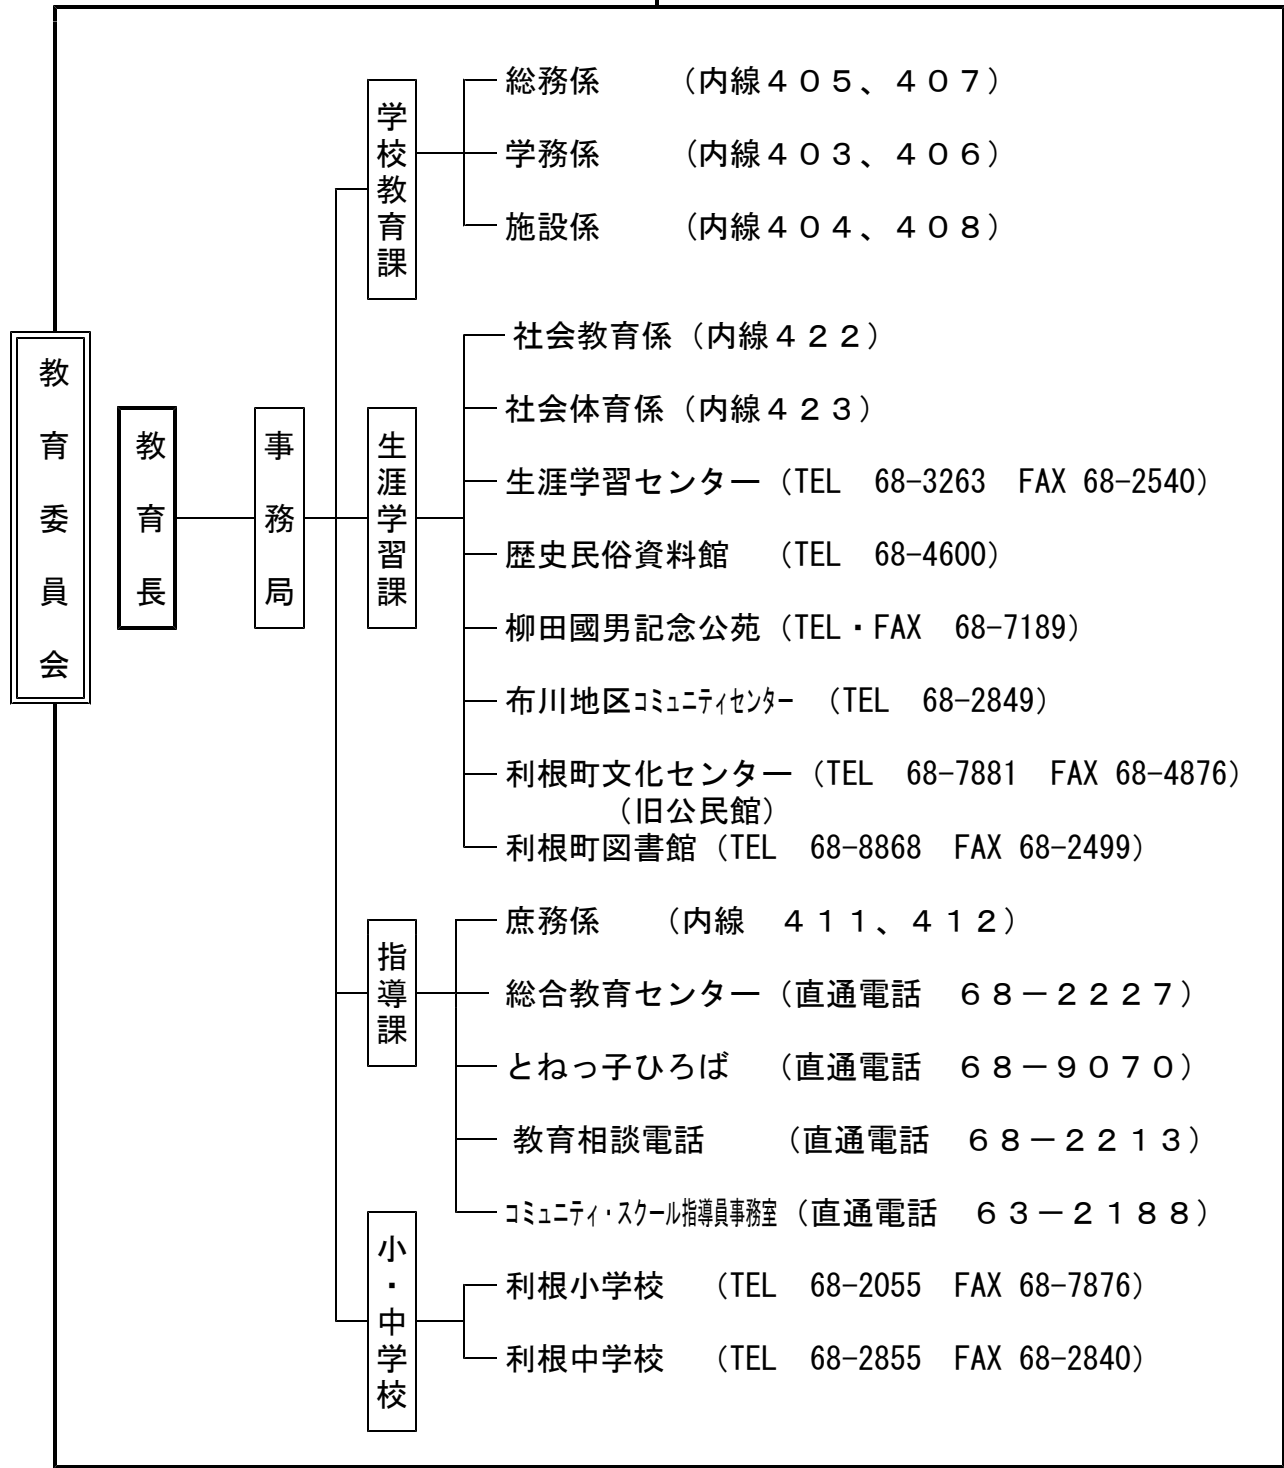 教育委員会
教育長
事務局
学校教育課
総務係　　（内線４０５、４０７）
学務係　　（内線４０３、４０６）
施設係　　（内線４０４、４０８）
生涯学習課
社会教育係（内線４２２）
社会体育係（内線４２３）
生涯学習センター（TEL　68-3263　FAX 68-2540）
歴史民俗資料館　（TEL　68-4600）
柳田國男記念公苑（TEL・FAX　68-7189）
布川地区ｺﾐｭﾆﾃｨｾﾝﾀｰ　（TEL　68-2849）
利根町文化センター（TEL　68-7881　FAX 68-4876）
（旧公民館）
利根町図書館（TEL　68-8868　FAX 68-2499）
指導課
庶務係　　（内線　４１１、４１２）
総合教育センター（直通電話　６８－２２２７）
とねっ子ひろば　（直通電話　６８－９０７０）
教育相談電話　　（直通電話　６８－２２１３）
ｺﾐｭﾆﾃｨ・ｽｸｰﾙ指導員事務室（直通電話　６３－２１８８）
小・中学校
利根小学校　（TEL　68-2055　FAX 68-7876）
利根中学校　（TEL　68-2855　FAX 68-2840）